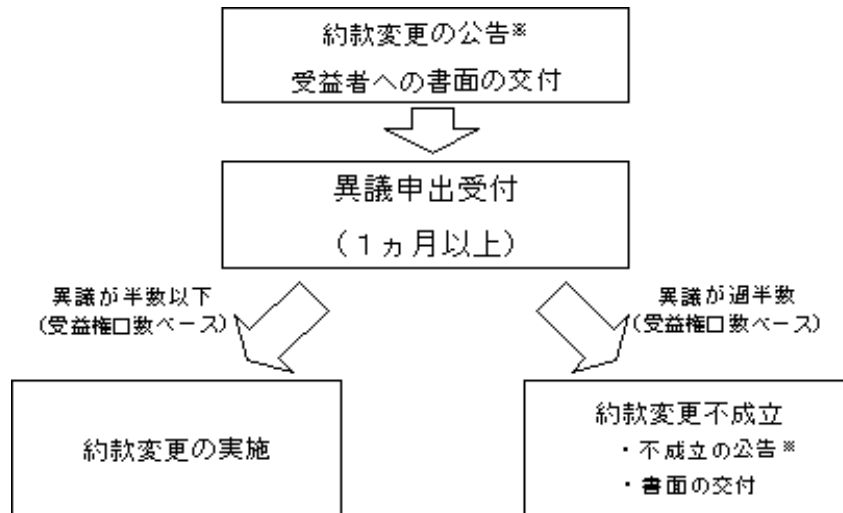 約款変更の公告※
受益者への書面の交付
異議申出受付
（１ヵ月以上）
異議が半数以下
（受益権口数ベース）
異議が過半数
（受益権口数ベース）
約款変更の実施
約款変更不成立
・不成立の公告※
・書面の交付